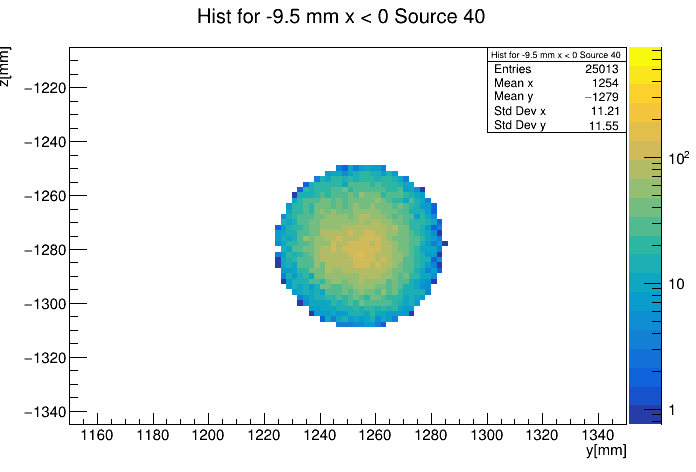 Hist for -9.5 mm x < 0 Source 40
z[mm]
Hist for -9.5 mm x < 0 Source 40
Entries 25013
Mean x 1254
Mean y −1279
Std Dev x 11.21
Std Dev y 11.55
−1220
−1240
−1260
−1280
−1300
−1320
−1340
1160 1180 1200 1220 1240 1260 1280 1300 1320 1340
y[mm]
10²
10
1